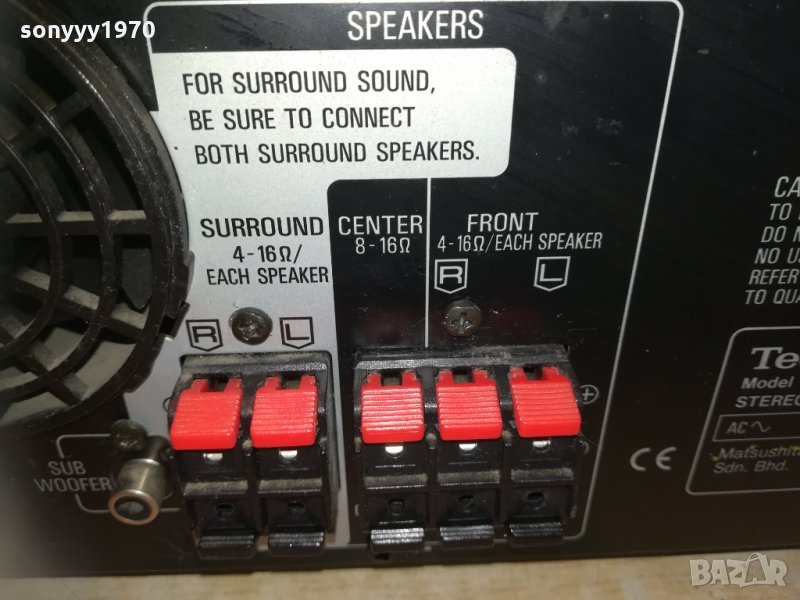 sonyyy1970
SPEAKERS
FOR SURROUND SOUND,
BE SURE TO CONNECT
BOTH SURROUND SPEAKERS.
SURROUND
4-16Ω/
EACH SPEAKER
R L
CENTER
8-16Ω
FRONT
4-16Ω/EACH SPEAKER
R L
+
SUB
WOOFER
CA
TO
DO N
NO US
REFER
TO QUA
Te
Model
STEREO
AC ∿
Matsushita
Sdn. Bhd.
CE
BAZAR